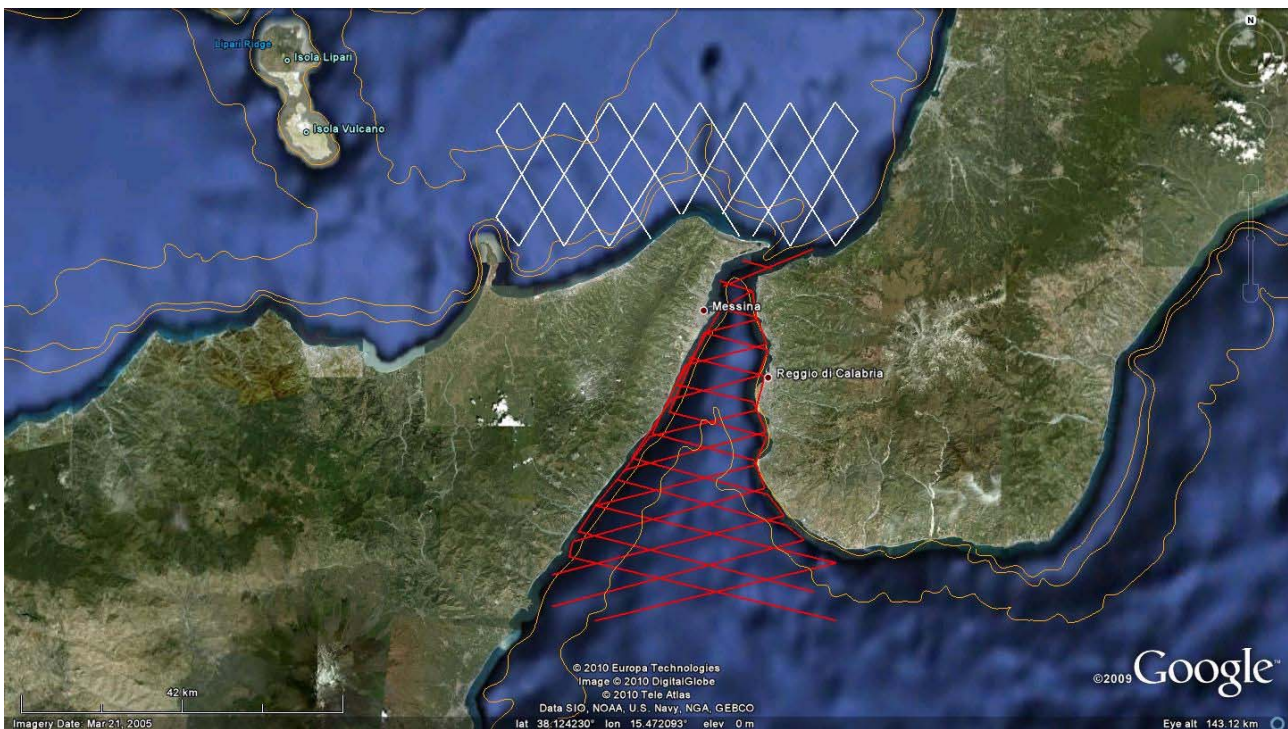 Lipari Ridge
Isola Lipari
Isola Vulcano
N
Messina
Reggio di Calabria
© 2010 Europa Technologies
Image © 2010 DigitalGlobe
© 2010 Tele Atlas
Data SIO, NOAA, U.S. Navy, NGA, GEBCO
©2009 Google™
42 km
Imagery Date: Mar 21, 2005
lat 38.124230° lon 15.472093° elev 0 m
Eye alt 143.12 km